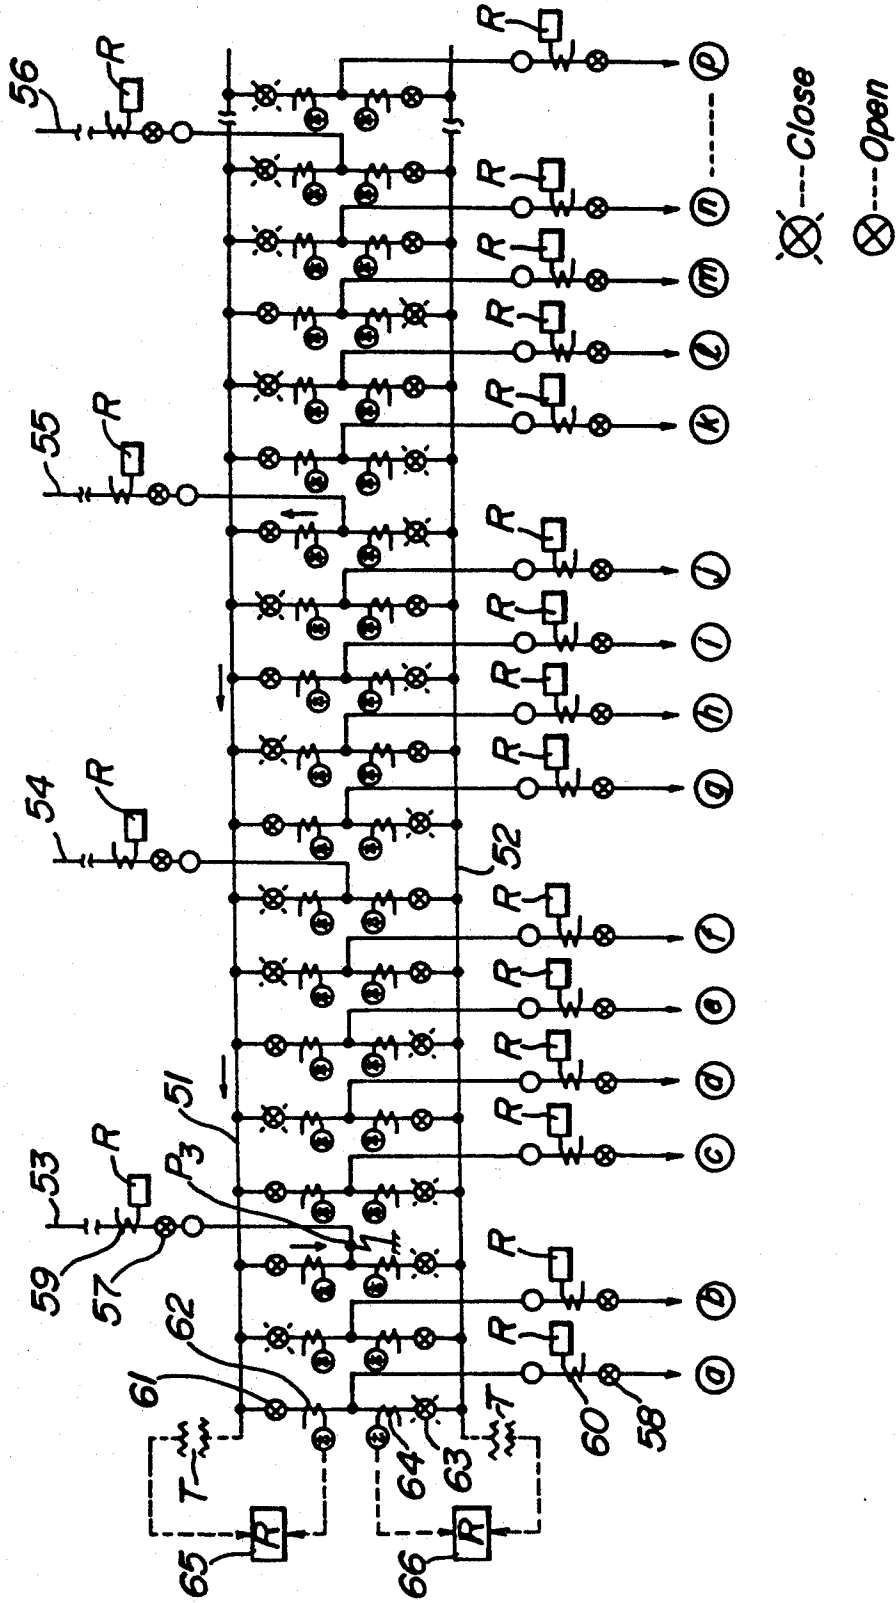 53 54 55 56
59 R R R R
57
61
65 T 51 P3
62
R
64
66 63
R T 52
R R R R R R R R R R R R R R R
60
58
a b c d e f g h i j k l m n ---- p
---Close
---Open